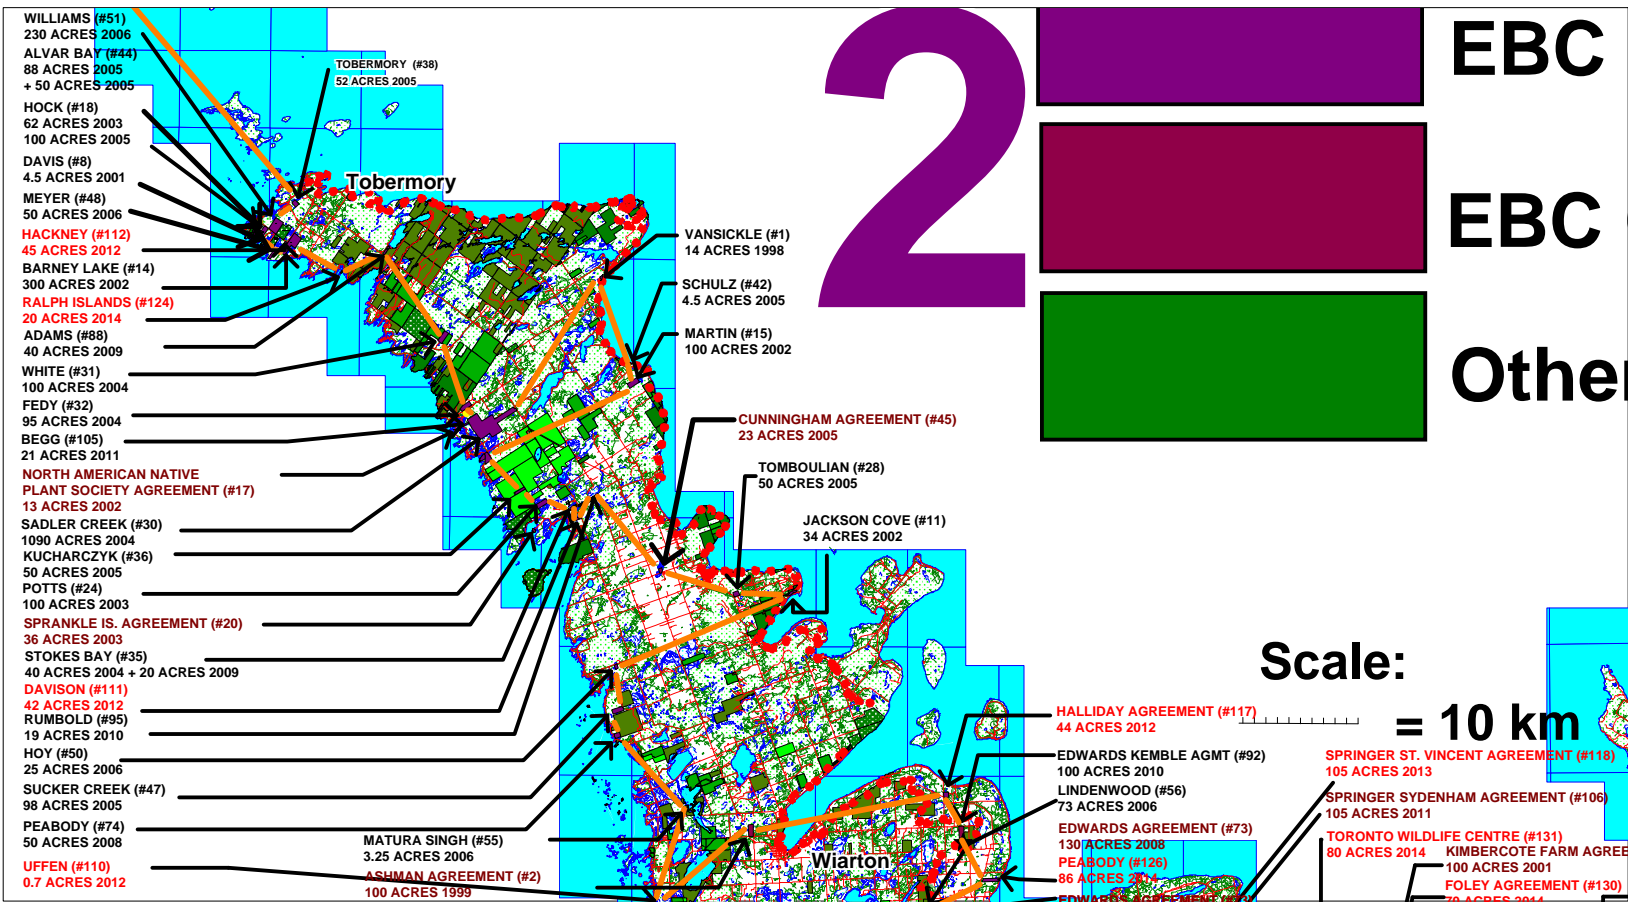 WILLIAMS (#51)
230 ACRES 2006
ALVAR BAY (#44)
88 ACRES 2005
+ 50 ACRES 2005
HOCK (#18)
62 ACRES 2003
100 ACRES 2005
DAVIS (#8)
4.5 ACRES 2001
MEYER (#48)
50 ACRES 2006
HACKNEY (#112)
45 ACRES 2012
BARNEY LAKE (#14)
300 ACRES 2002
RALPH ISLANDS (#124)
20 ACRES 2014
ADAMS (#88)
40 ACRES 2009
WHITE (#31)
100 ACRES 2004
FEDY (#32)
95 ACRES 2004
BEGG (#105)
21 ACRES 2011
NORTH AMERICAN NATIVE
PLANT SOCIETY AGREEMENT (#17)
13 ACRES 2002
SADLER CREEK (#30)
1090 ACRES 2004
KUCHARCZYK (#36)
50 ACRES 2005
POTTS (#24)
100 ACRES 2003
SPRANKLE IS. AGREEMENT (#20)
36 ACRES 2003
STOKES BAY (#35)
40 ACRES 2004 + 20 ACRES 2009
DAVISON (#111)
42 ACRES 2012
RUMBOLD (#95)
19 ACRES 2010
HOY (#50)
25 ACRES 2006
SUCKER CREEK (#47)
98 ACRES 2005
PEABODY (#74)
50 ACRES 2008
UFFEN (#110)
0.7 ACRES 2012
TOBERMORY (#38)
52 ACRES 2005
Tobermory
VANSICKLE (#1)
14 ACRES 1998
SCHULZ (#42)
4.5 ACRES 2005
MARTIN (#15)
100 ACRES 2002
CUNNINGHAM AGREEMENT (#45)
23 ACRES 2005
TOMBOULIAN (#28)
50 ACRES 2005
JACKSON COVE (#11)
34 ACRES 2002
MATURA SINGH (#55)
3.25 ACRES 2006
ASHMAN AGREEMENT (#2)
100 ACRES 1999
Wiarton
2
EBC
EBC
Other
Scale:
= 10 km
HALLIDAY AGREEMENT (#117)
44 ACRES 2012
EDWARDS KEMBLE AGMT (#92)
100 ACRES 2010
LINDENWOOD (#56)
73 ACRES 2006
EDWARDS AGREEMENT (#73)
130 ACRES 2008
PEABODY (#126)
86 ACRES 2014
EDWARDS AGREEMENT
SPRINGER ST. VINCENT AGREEMENT (#118)
105 ACRES 2013
SPRINGER SYDENHAM AGREEMENT (#106)
105 ACRES 2011
TORONTO WILDLIFE CENTRE (#131)
80 ACRES 2014
KIMBERCOTE FARM AGREE
100 ACRES 2001
FOLEY AGREEMENT (#130)
70 ACRES 2014